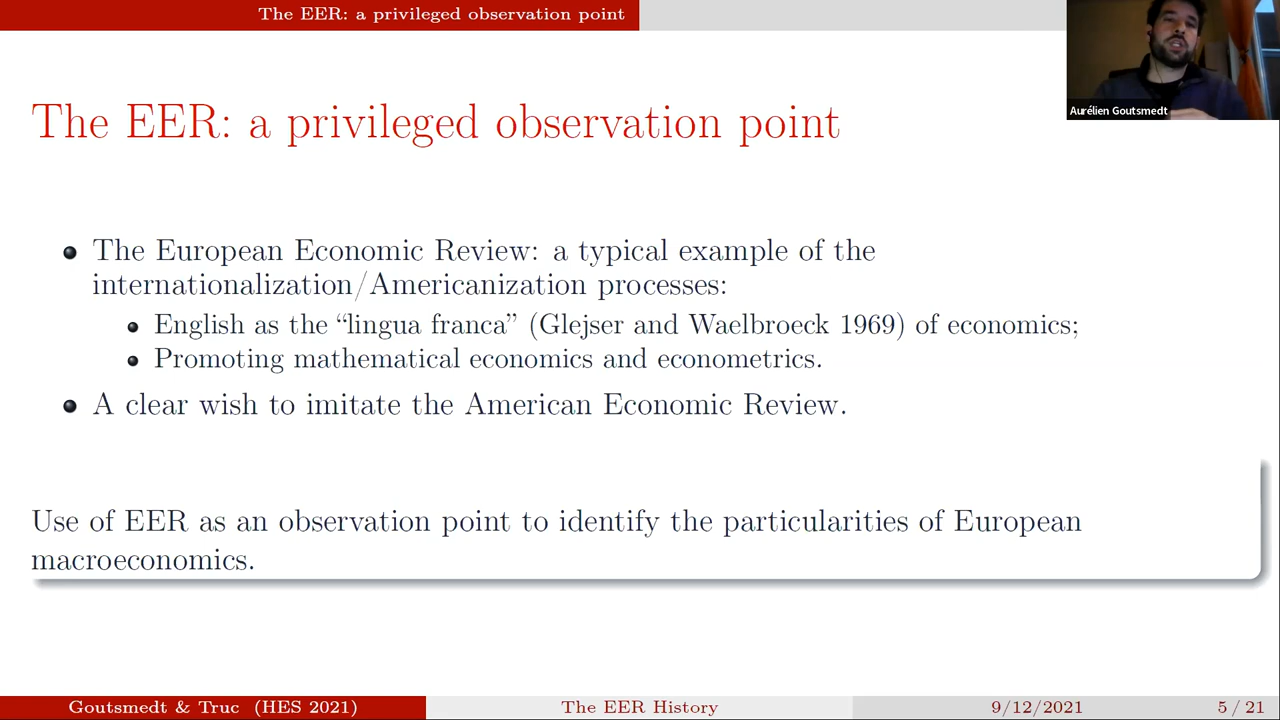 The EER: a privileged observation point
Aurélien Goutsmedt
The EER: a privileged observation point
The European Economic Review: a typical example of the
internationalization/Americanization processes:
English as the “lingua franca” (Glejser and Waelbroeck 1969) of economics;
Promoting mathematical economics and econometrics.
A clear wish to imitate the American Economic Review.
Use of EER as an observation point to identify the particularities of European
macroeconomics.
Goutsmedt & Truc (HES 2021)
The EER History
9/12/2021
5 / 21